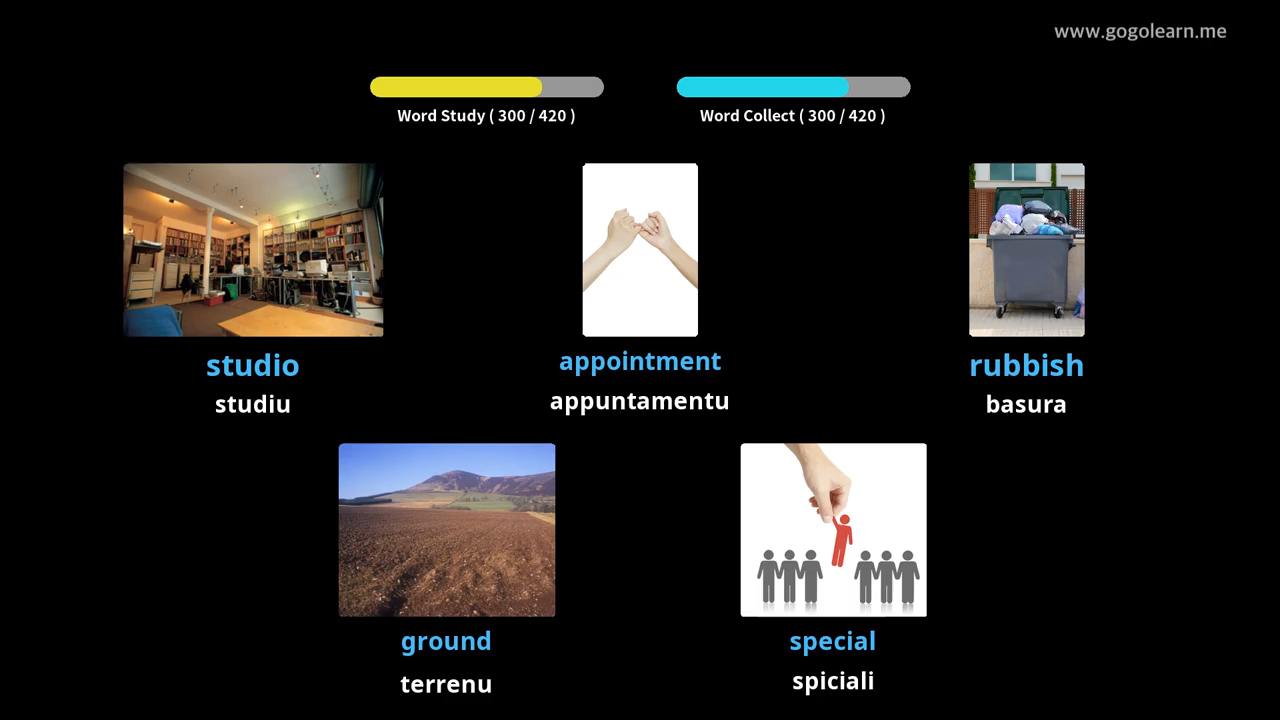 www.gogolearn.me
Word Study ( 300 / 420 )
Word Collect ( 300 / 420 )
studio
studiu
appointment
appuntamentu
rubbish
basura
ground
terrenu
special
spiciali